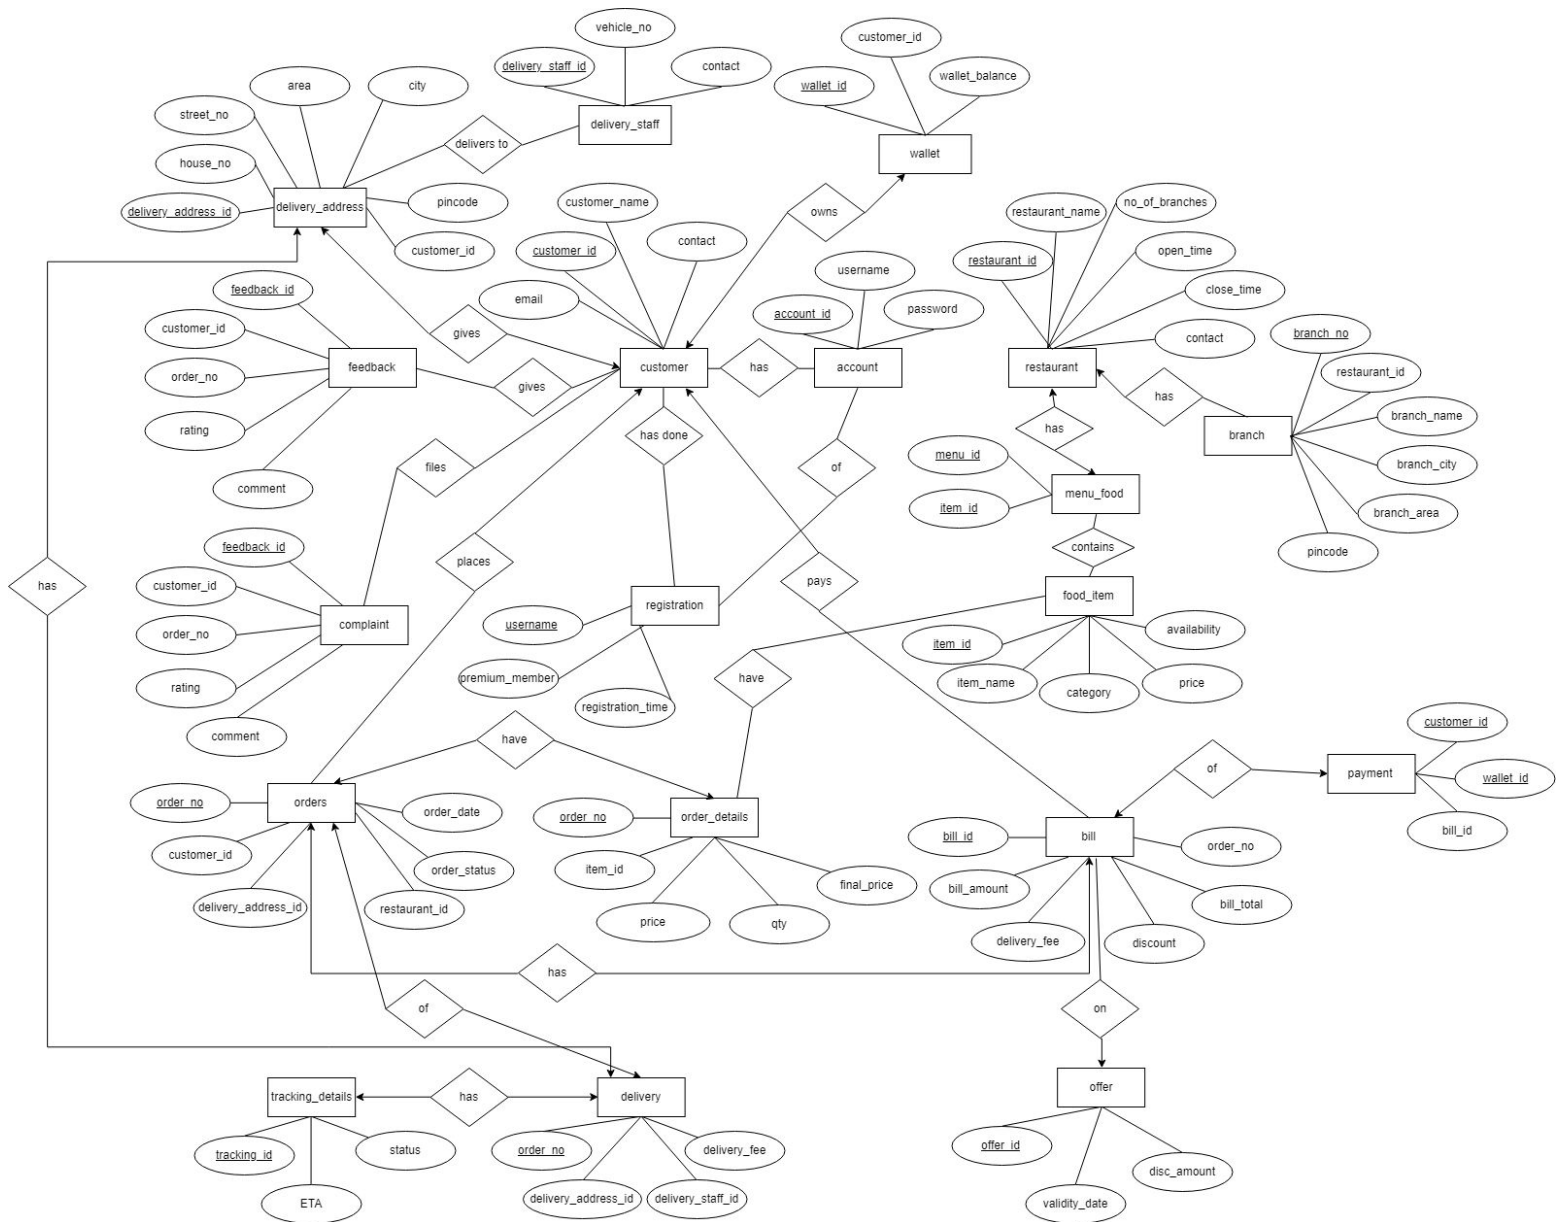 vehicle_no
customer_id
delivery_staff_id
contact
wallet_id
wallet_balance
area
city
street_no
delivery_staff
delivers to
wallet
house_no
delivery_address_id
delivery_address
pincode
customer_id
customer_name
owns
restaurant_name
no_of_branches
customer_id
contact
restaurant_id
open_time
username
feedback_id
email
account_id
password
close_time
customer_id
gives
contact
branch_no
feedback
order_no
gives
customer
has
account
restaurant
restaurant_id
has
branch_name
rating
has done
has
branch
menu_id
branch_city
files
of
comment
menu_food
item_id
branch_area
feedback_id
contains
pincode
places
customer_id
has
pays
food_item
registration
order_no
complaint
username
availability
item_id
rating
premium_member
have
item_name
category
price
registration_time
comment
have
customer_id
of
payment
wallet_id
order_no
orders
order_date
order_no
order_details
bill_id
bill
bill_id
customer_id
order_status
item_id
order_no
final_price
bill_amount
delivery_address_id
restaurant_id
price
qty
bill_total
delivery_fee
discount
has
of
on
tracking_details
has
delivery
offer
tracking_id
status
order_no
delivery_fee
offer_id
disc_amount
ETA
delivery_address_id
delivery_staff_id
validity_date